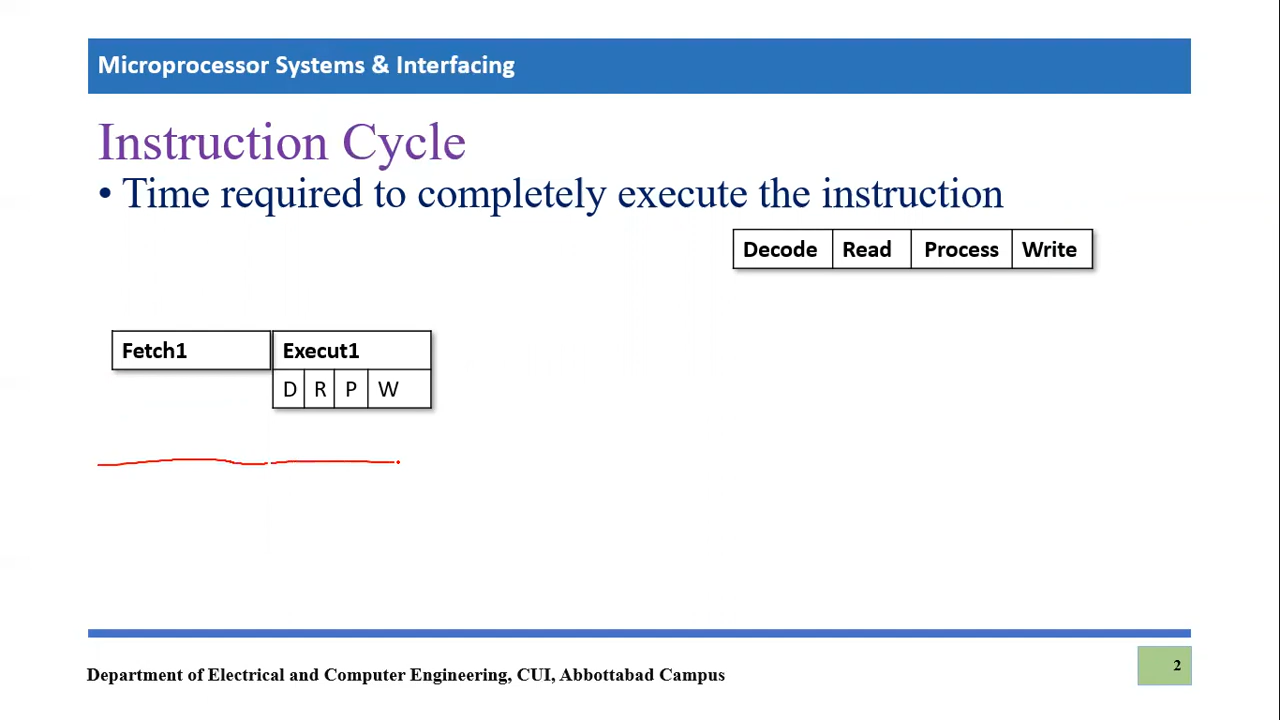 Microprocessor Systems & Interfacing
Instruction Cycle
• Time required to completely execute the instruction
Decode Read Process Write
Fetch1 Execut1
D R P W
Department of Electrical and Computer Engineering, CUI, Abbottabad Campus
2